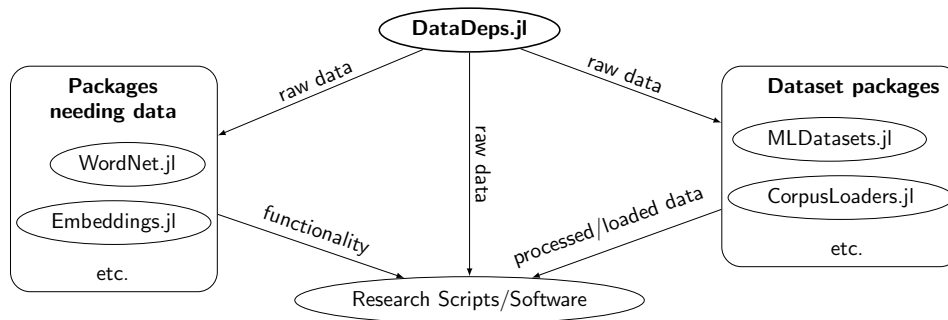 DataDeps.jl
raw data
raw data
raw data
Packages
needing data
WordNet.jl
Embeddings.jl
etc.
Dataset packages
MLDatasets.jl
CorpusLoaders.jl
etc.
functionality
processed/loaded data
Research Scripts/Software